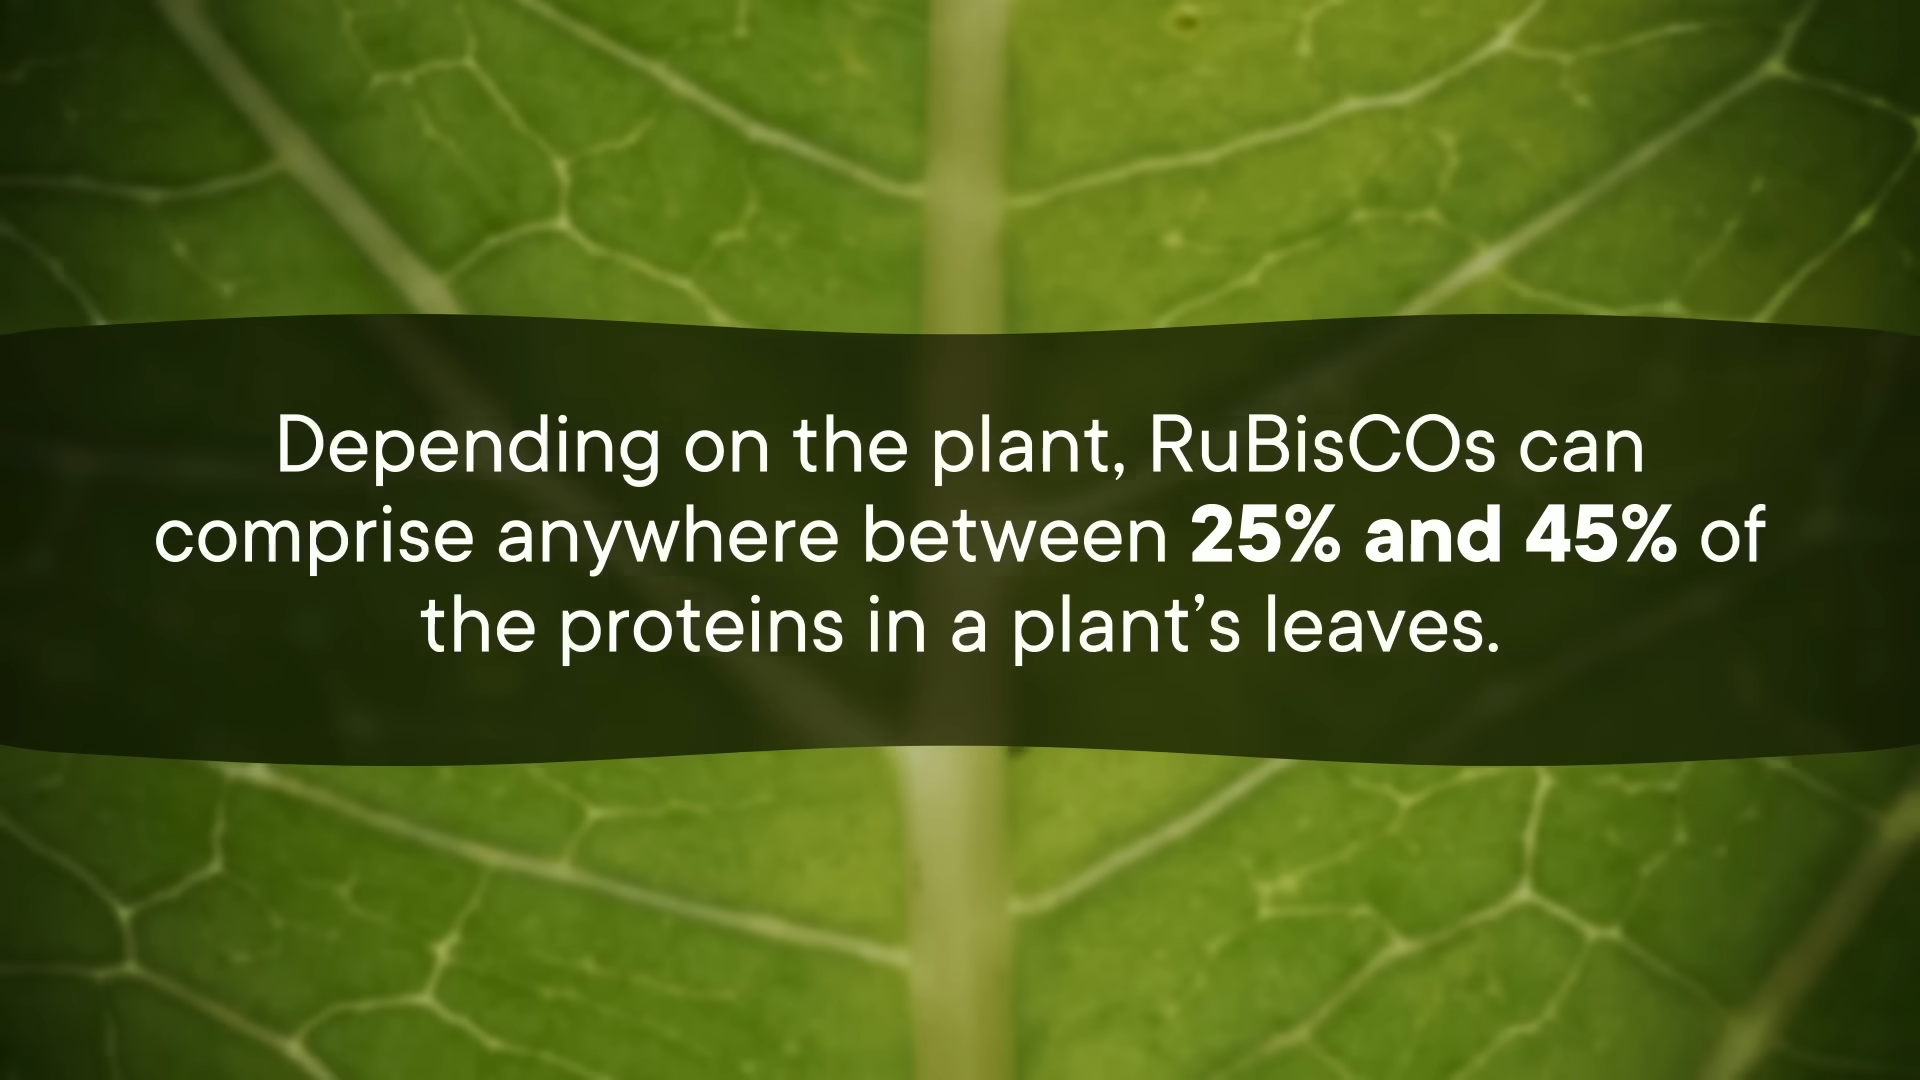 Depending on the plant, RuBisCOs can
comprise anywhere between 25% and 45% of
the proteins in a plant’s leaves.